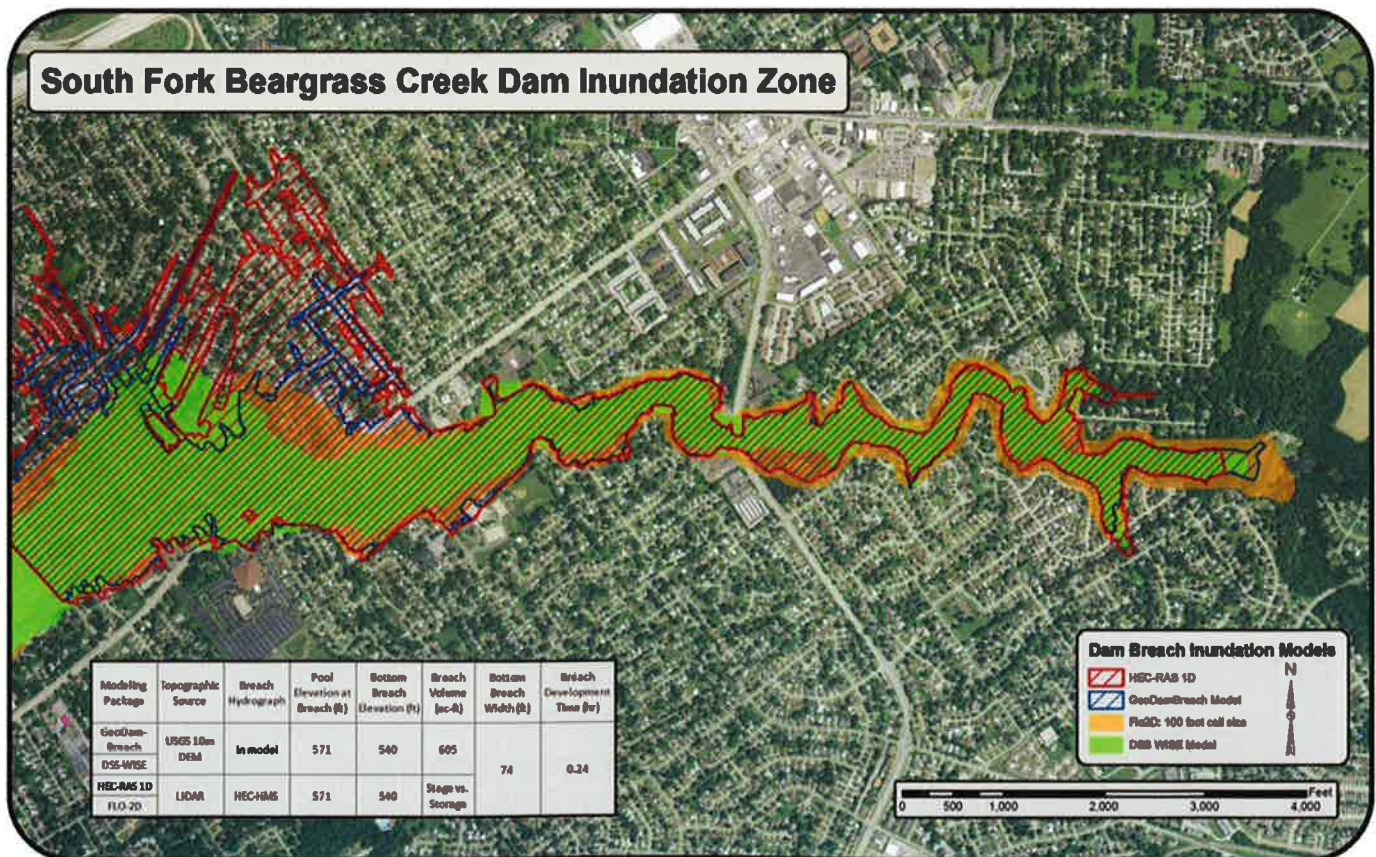 South Fork Beargrass Creek Dam Inundation Zone
Modeling Package
Topographic Source
Breach Hydrograph
Pool Elevation at Breach (ft)
Bottom Breach Elevation (ft)
Breach Volume (ac-ft)
Bottom Breach Width (ft)
Breach Development Time (hr)
GeoDam-Breach
USGS 10m DEM
In model
571
540
605
74
0.24
DSS-WISE
HEC-RAS 1D
LIDAR
HEC-HMS
571
540
Stage vs. Storage
FLO-2D
Dam Breach Inundation Models
HEC-RAS 1D
GeoDamBreach Model
Flo2D: 100 foot cell size
DSS WISE Model
N
Feet
0 500 1,000 2,000 3,000 4,000